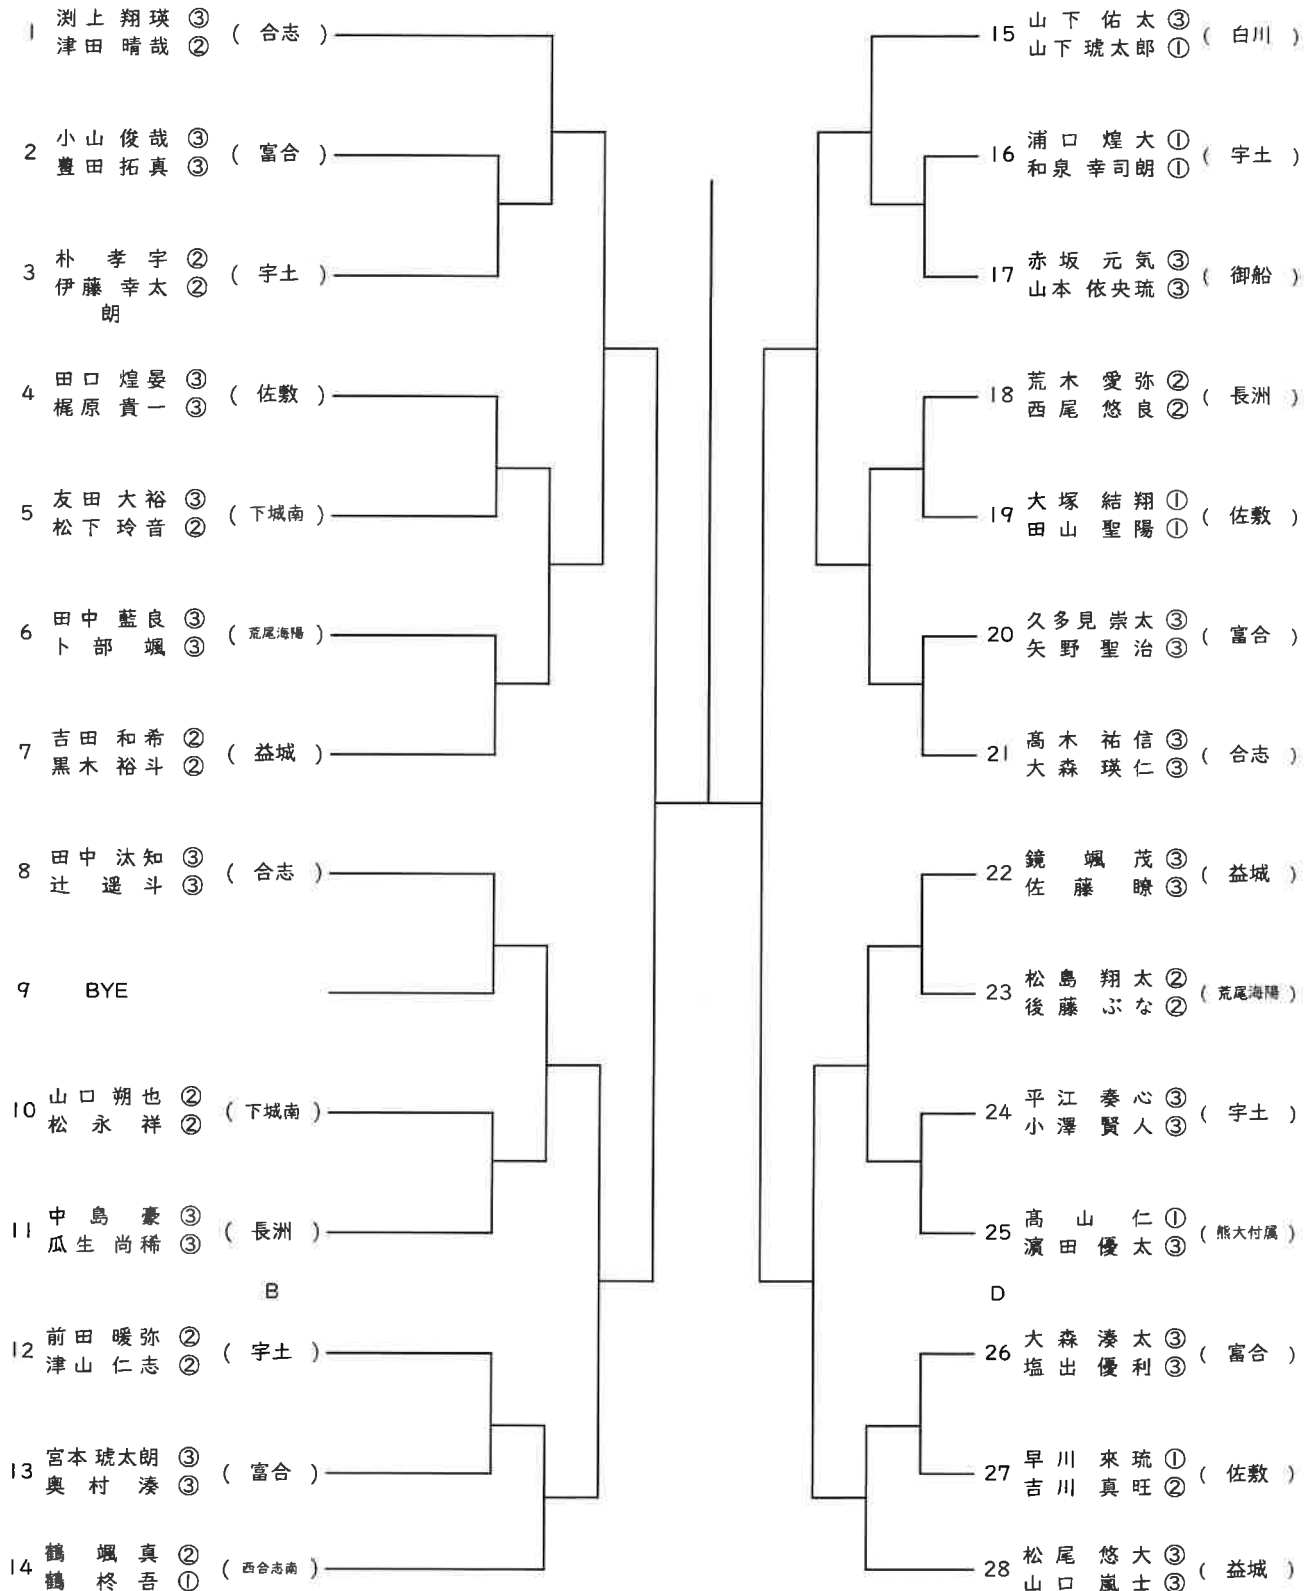 1 渕上 翔瑛 ③ ( 合志 )
津田 晴哉 ②
2 小山 俊哉 ③ ( 富合 )
豊田 拓真 ③
3 朴 孝宇 ② ( 宇土 )
伊藤 幸太 ②
朗
4 田口 煌晏 ③ ( 佐敷 )
梶原 貴一 ③
5 友田 大裕 ③ ( 下城南 )
松下 玲音 ②
6 田中 藍良 ③ ( 荒尾海陽 )
卜部 颯 ③
7 吉田 和希 ② ( 益城 )
黒木 裕斗 ②
8 田中 汰知 ③ ( 合志 )
辻 遥斗 ③
9 BYE
10 山口 朔也 ② ( 下城南 )
松永 祥 ②
11 中島 豪 ③ ( 長洲 )
瓜生 尚稀 ③
B
12 前田 暖弥 ② ( 宇土 )
津山 仁志 ②
13 宮本 琥太朗 ③ ( 富合 )
奥村 湊 ③
14 鶴 颯真 ② ( 西合志南 )
鶴 柊吾 ①
15 山下 佑太 ③ ( 白川 )
山下 琥太郎 ①
16 浦口 煌大 ① ( 宇土 )
和泉 幸司朗 ①
17 赤坂 元気 ③ ( 御船 )
山本 依央琉 ③
18 荒木 愛弥 ② ( 長洲 )
西尾 悠良 ②
19 大塚 結翔 ① ( 佐敷 )
田山 聖陽 ①
20 久多見 崇太 ③ ( 富合 )
矢野 聖治 ③
21 髙木 祐信 ③ ( 合志 )
大森 瑛仁 ③
22 鏡 颯茂 ③ ( 益城 )
佐藤 瞭 ③
23 松島 翔太 ② ( 荒尾海陽 )
後藤 ぶな ②
24 平江 奏心 ③ ( 宇土 )
小澤 賢人 ③
25 髙山 仁 ① ( 熊大付属 )
濵田 優太 ③
D
26 大森 湊太 ③ ( 富合 )
塩出 優利 ③
27 早川 來琉 ① ( 佐敷 )
吉川 真旺 ②
28 松尾 悠大 ③ ( 益城 )
山口 嵐士 ③